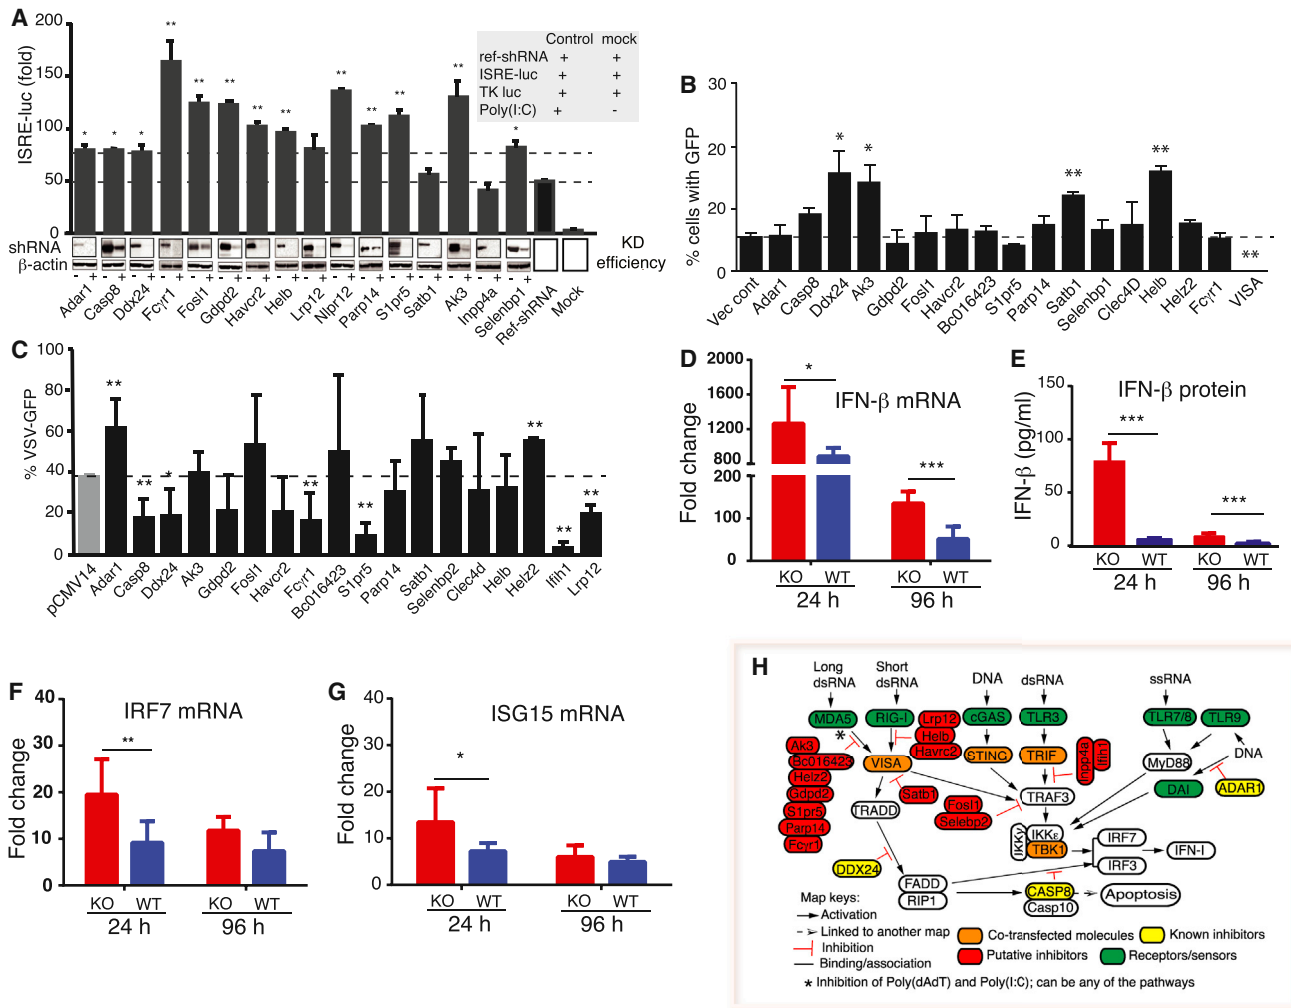 A
ISRE-luc (fold)
200
150
100
50
0
* * * ** ** ** ** ** ** ** ** ** *
Control mock
ref-shRNA + +
ISRE-luc + +
TK luc + +
Poly(I:C) + -
shRNA
β-actin
KD efficiency
- + - + - + - + - + - + - + - + - + - + - + - + - + - + - + - +
Adar1 Casp8 Ddx24 Fcγr1 Fosl1 Gdpd2 Havcr2 Helb Lrp12 Nlpr12 Parp14 S1pr5 Satb1 Ak3 Inpp4a Selenbp1 Ref-shRNA Mock
B
% cells with GFP
30
20
20
0
* * ** ** **
Vec cont Adar1 Casp8 Ddx24 Ak3 Gdpd2 Fosl1 Havcr2 Bc016423 S1pr5 Parp14 Satb1 Selenbp1 Clec4D Helb Helz2 Fcγr1 VISA
C
% VSV-GFP
100
80
60
40
20
0
** ** * ** ** ** ** **
pCMV14 Adar1 Casp8 Ddx24 Ak3 Gdpd2 Fosl1 Havcr2 Fcγr1 Bc016423 S1pr5 Parp14 Satb1 Selenbp2 Clec4d Helb Helz2 Ifih1 Lrp12
D
IFN-β mRNA
Fold change
2000
1600
1200
800
200
100
0
*
***
KO WT KO WT
24 h 96 h
E
IFN-β protein
IFN-β (pg/ml)
150
100
50
0
***
***
KO WT KO WT
24 h 96 h
F
IRF7 mRNA
Fold change
40
30
20
10
0
**
KO WT KO WT
24 h 96 h
G
ISG15 mRNA
Fold change
40
30
20
10
0
*
KO WT KO WT
24 h 96 h
H
Long dsRNA
Short dsRNA
DNA
dsRNA
ssRNA
MDA5
RIG-I
Lrp12
Helb
Havrc2
cGAS
TLR3
TLR7/8
TLR9
*
Ak3
Bc016423
Helz2
Gdpd2
S1pr5
Parp14
Fcγr1
VISA
STING
TRIF
Inpp4a
Ifih1
MyD88
DNA
DAI
ADAR1
Satb1
TRADD
Fosl1
Selebp2
TRAF3
IKKγ
IKKε
TBK1
IRF7
IRF3
IFN-I
DDX24
FADD
RIP1
CASP8
Casp10
Apoptosis
Map keys:
Activation
Linked to another map
Inhibition
Binding/association
Co-transfected molecules
Known inhibitors
Putative inhibitors
Receptors/sensors
* Inhibition of Poly(dAdT) and Poly(I:C); can be any of the pathways